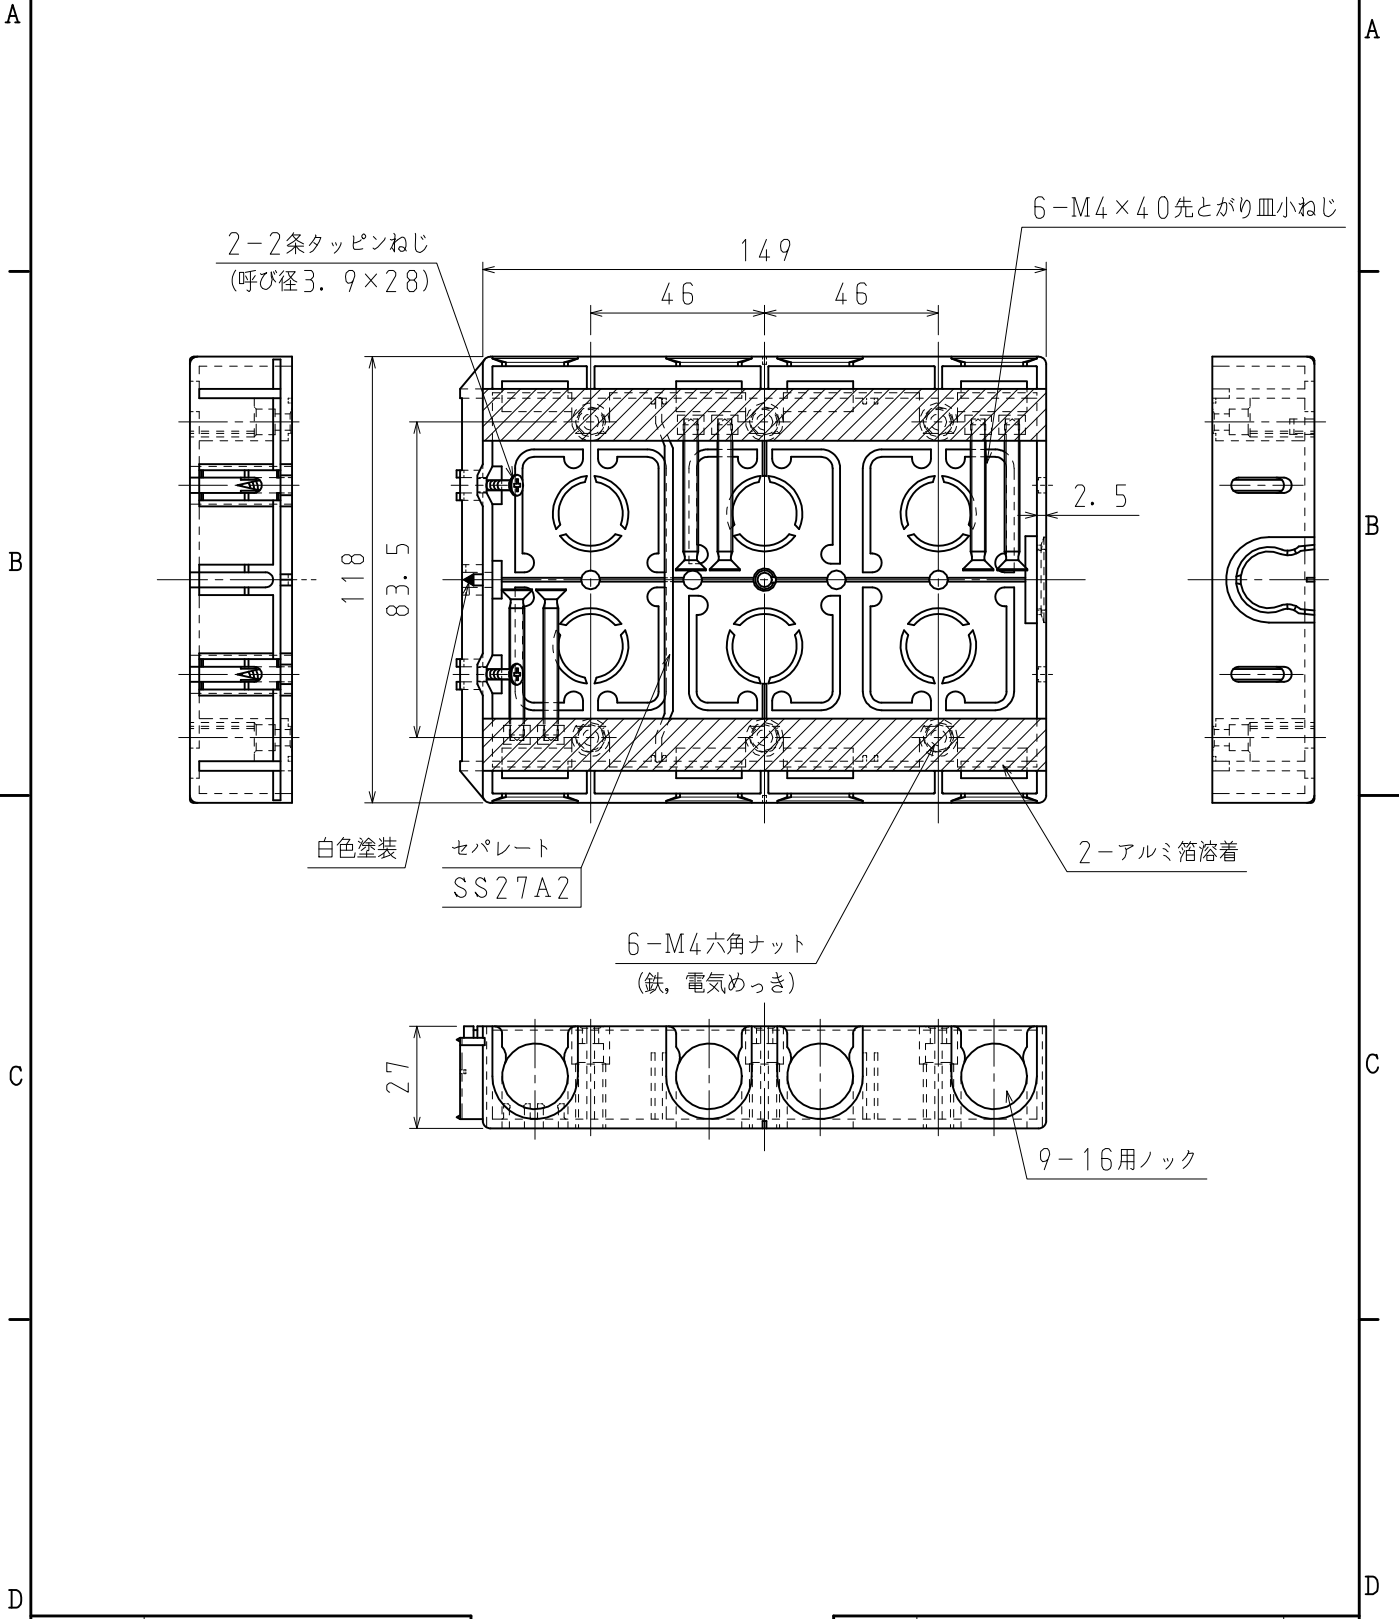 A
A
6-M4×40先とがり皿小ねじ
2-2条タッピンねじ
(呼び径3.9×28)
149
46
46
2.5
B
B
118
83.5
白色塗装
セパレート
SS27A2
2-アルミ箔溶着
6-M4六角ナット
(鉄,電気めっき)
C
C
27
9-16用ノック
D
D